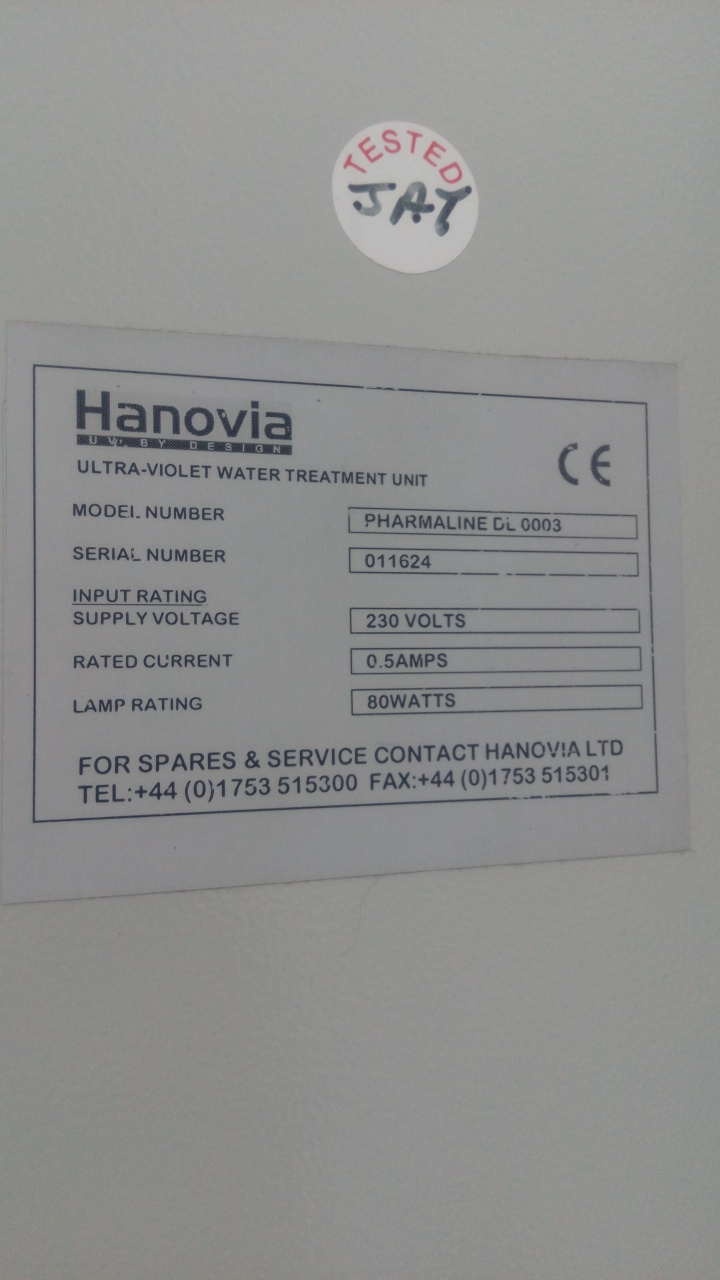 TESTED
JAY
Hanovia
UV. BY DESIGN
ULTRA-VIOLET WATER TREATMENT UNIT
CE
MODEL NUMBER PHARMALINE DL 0003
SERIAL NUMBER 011624
INPUT RATING
SUPPLY VOLTAGE 230 VOLTS
RATED CURRENT 0.5AMPS
LAMP RATING 80WATTS
FOR SPARES & SERVICE CONTACT HANOVIA LTD
TEL:+44 (0)1753 515300 FAX:+44 (0)1753 515301